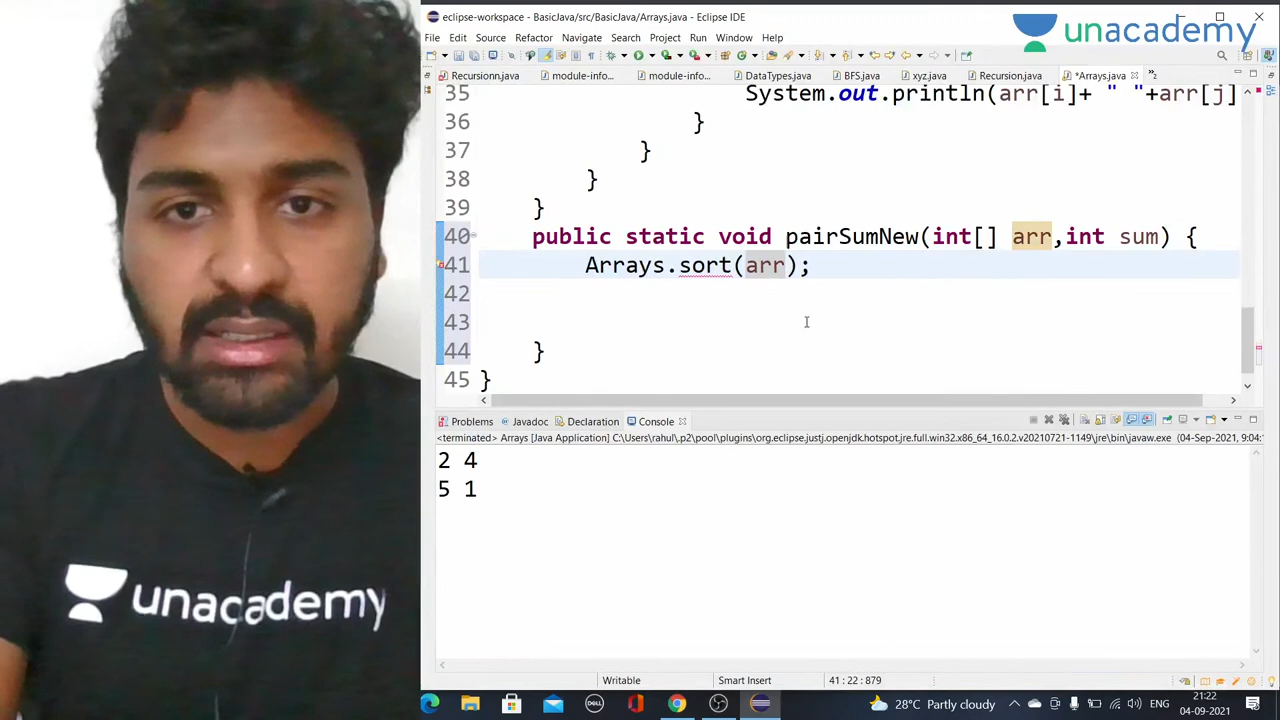 eclipse-workspace - BasicJava/src/BasicJava/Arrays.java - Eclipse IDE
unacademy
File Edit Source Refactor Navigate Search Project Run Window Help
Recursionn.java module-info... module-info... DataTypes.java BFS.java xyz.java Recursion.java *Arrays.java 2
35 System.out.println(arr[i]+ " "+arr[j]
36 }
37 }
38 }
39 }
40 public static void pairSumNew(int[] arr,int sum) {
41 Arrays.sort(arr);
42
43
44 }
45 }
Problems Javadoc Declaration Console
<terminated> Arrays [Java Application] C:\Users\rahul\.p2\pool\plugins\org.eclipse.justj.openjdk.hotspot.jre.full.win32.x86_64_16.0.2.v20210721-1149\jre\bin\javaw.exe (04-Sep-2021, 9:04:
2 4
5 1
unacademy
Writable Smart Insert 41 : 22 : 879
DELL 28°C Partly cloudy ENG 21:22
04-09-2021